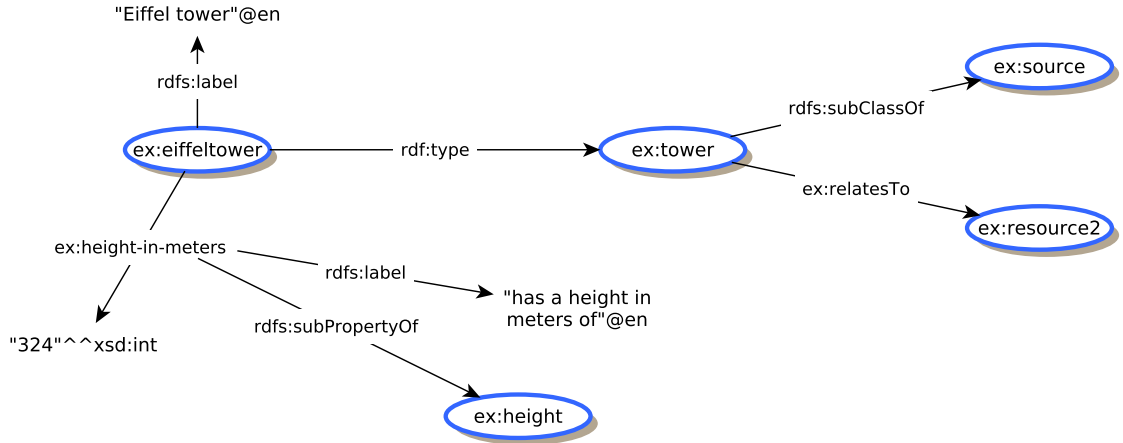 "Eiffel tower"@en
rdfs:label
ex:source
rdfs:subClassOf
ex:eiffeltower
rdf:type
ex:tower
ex:relatesTo
ex:resource2
ex:height-in-meters
rdfs:label
"has a height in
meters of"@en
rdfs:subPropertyOf
"324"^^xsd:int
ex:height